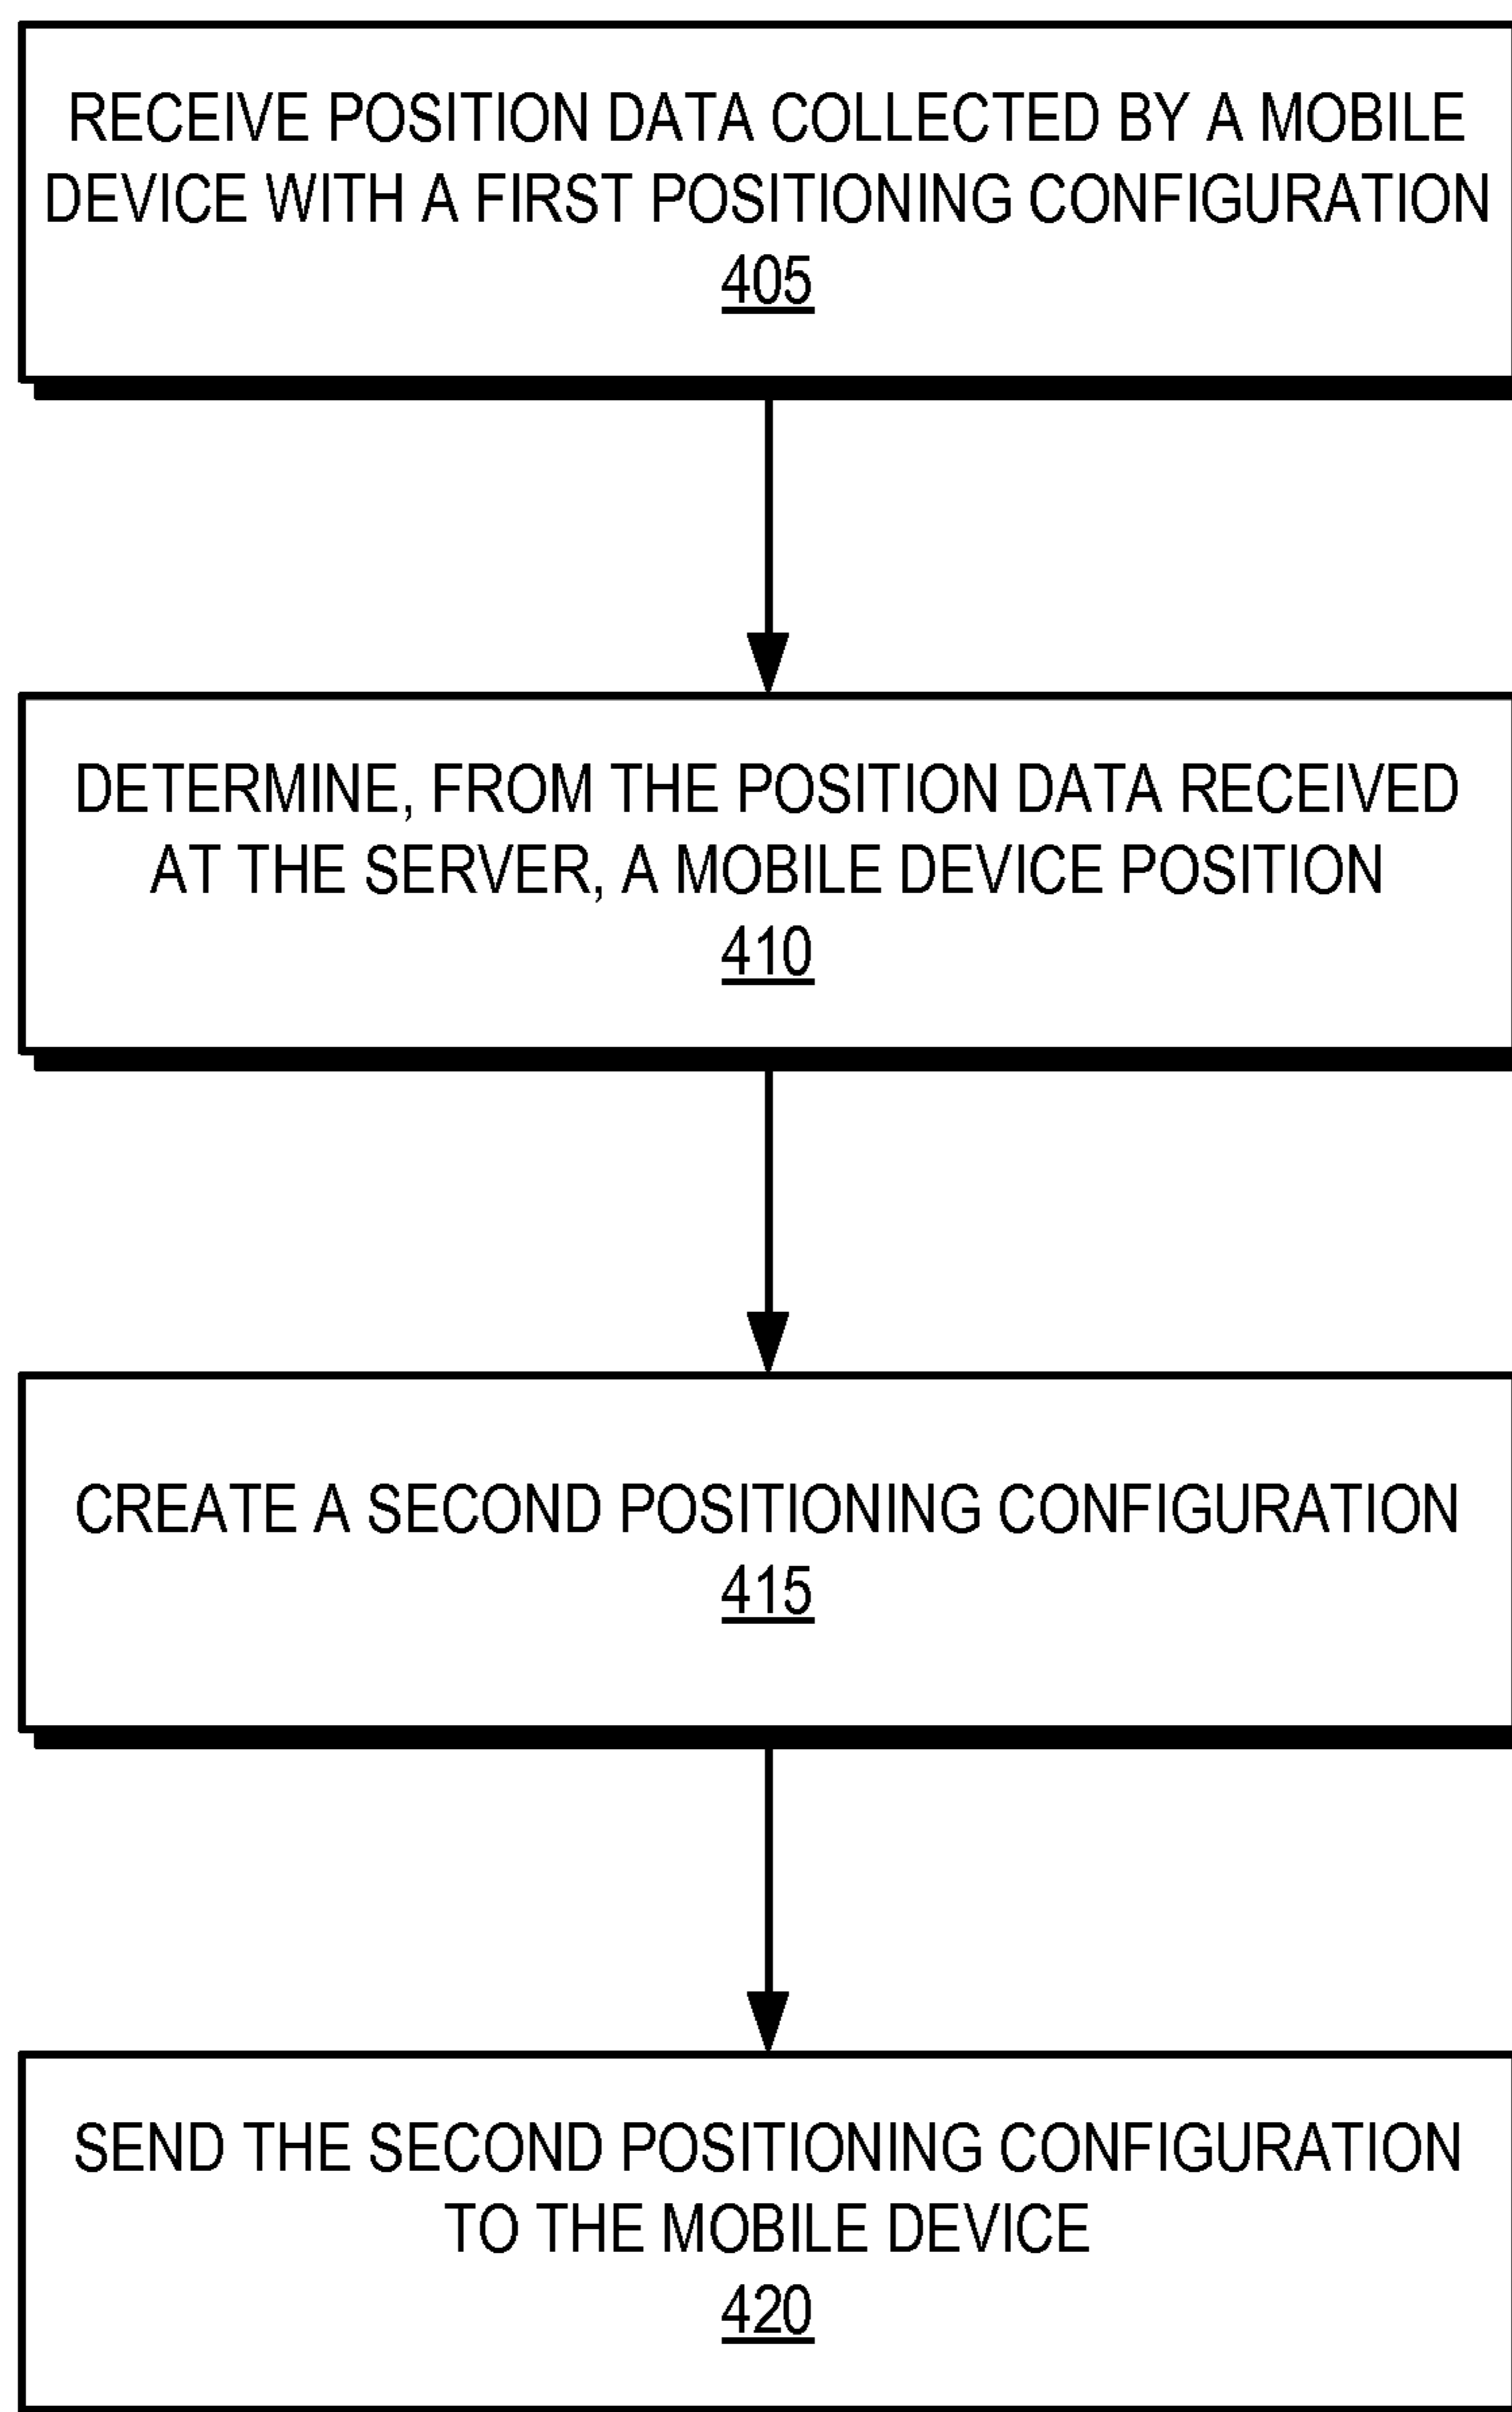 RECEIVE POSITION DATA COLLECTED BY A MOBILE
DEVICE WITH A FIRST POSITIONING CONFIGURATION
405
DETERMINE, FROM THE POSITION DATA RECEIVED
AT THE SERVER, A MOBILE DEVICE POSITION
410
CREATE A SECOND POSITIONING CONFIGURATION
415
SEND THE SECOND POSITIONING CONFIGURATION
TO THE MOBILE DEVICE
420